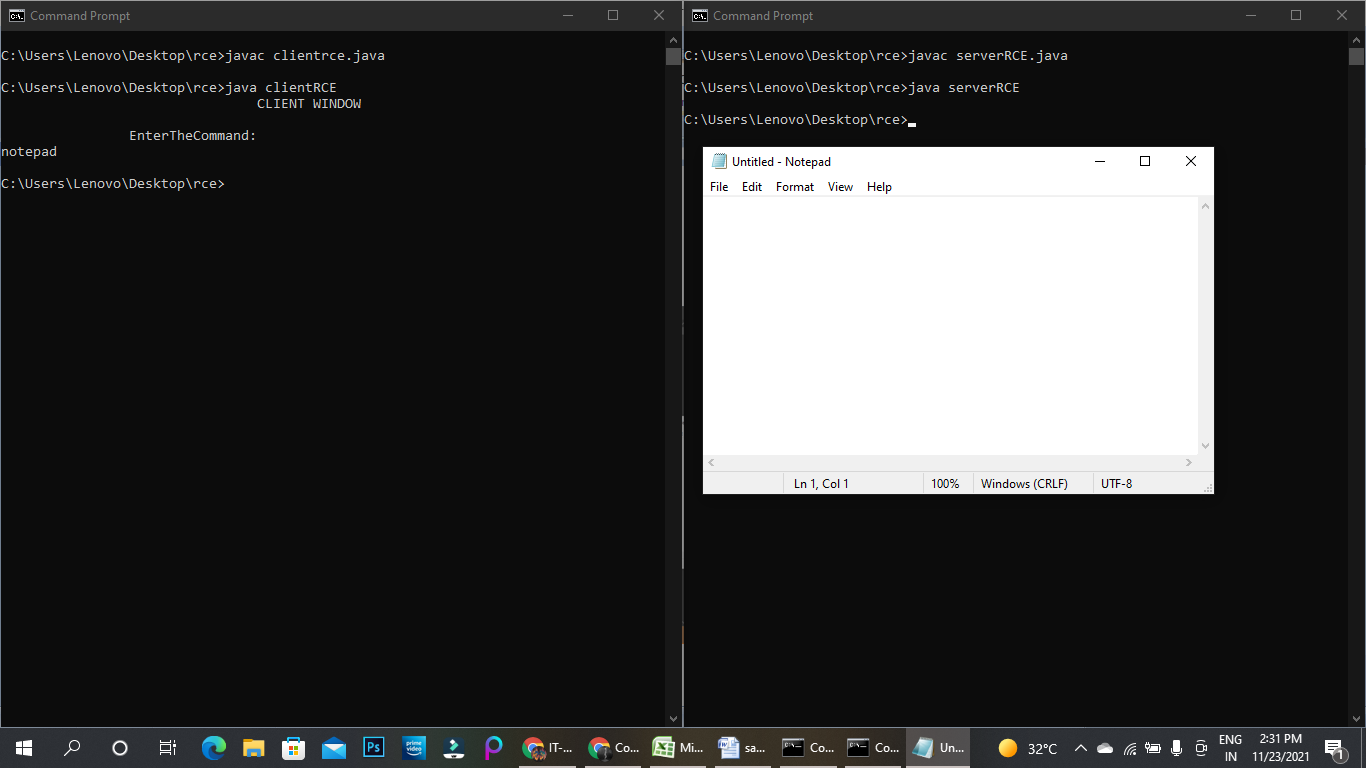 Command Prompt
C:\Users\Lenovo\Desktop\rce>javac clientrce.java
C:\Users\Lenovo\Desktop\rce>java clientRCE
CLIENT WINDOW
EnterTheCommand:
notepad
C:\Users\Lenovo\Desktop\rce>
Command Prompt
C:\Users\Lenovo\Desktop\rce>javac serverRCE.java
C:\Users\Lenovo\Desktop\rce>java serverRCE
C:\Users\Lenovo\Desktop\rce>
Untitled - Notepad
File Edit Format View Help
Ln 1, Col 1 100% Windows (CRLF) UTF-8
Ps prime video IT-... Co... Mi... sa... Co... Co... Un... 32°C ENG 2:31 PM
IN 11/23/2021 1